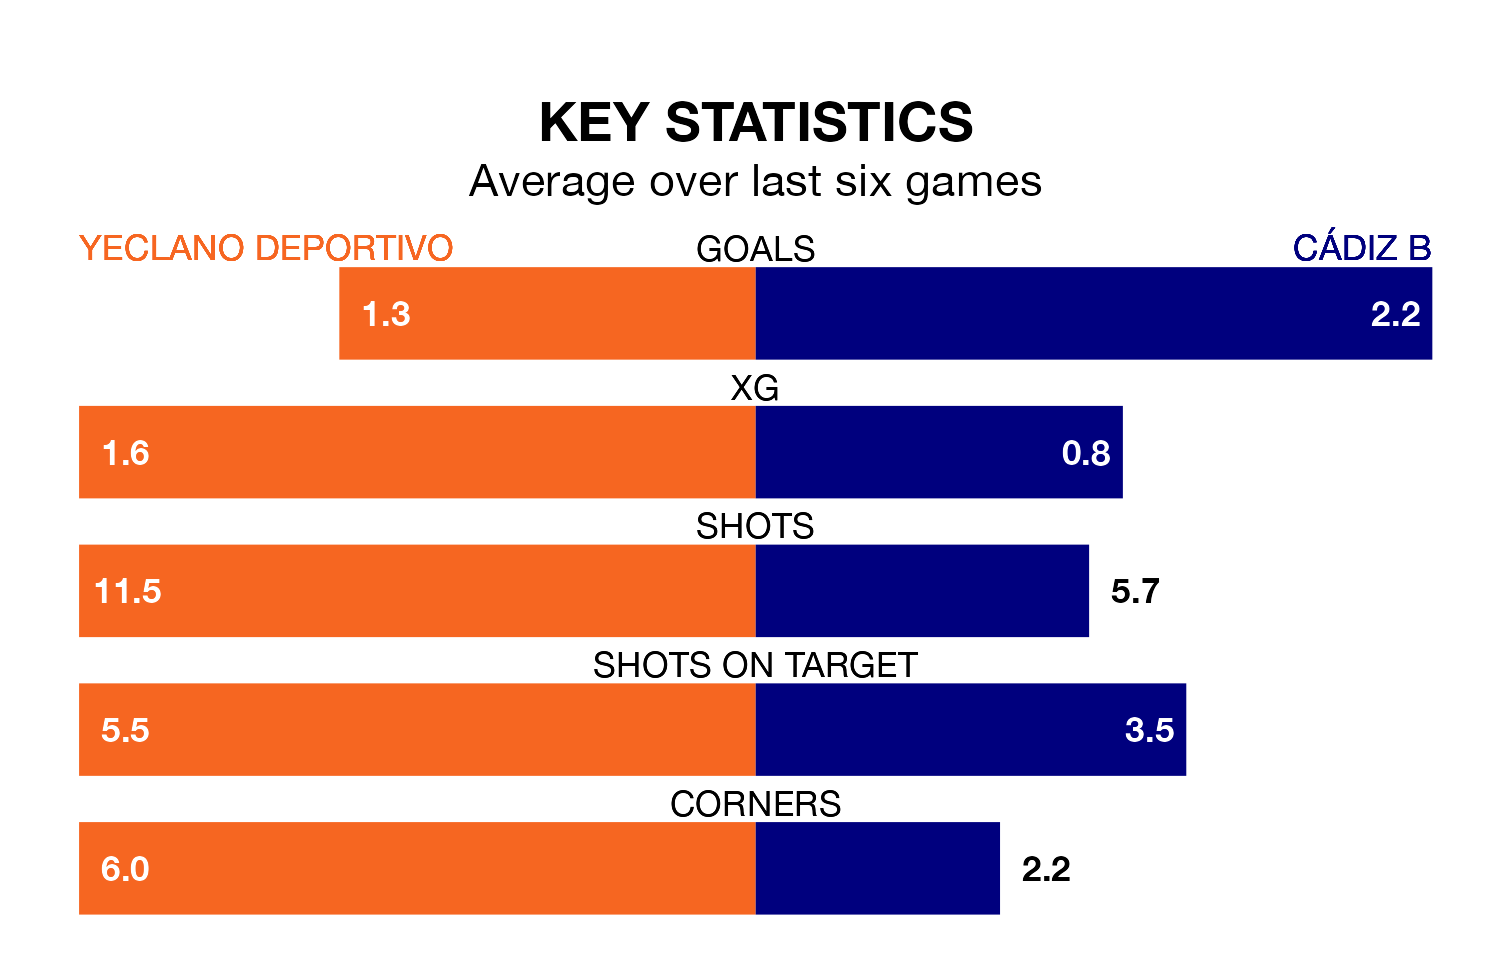 KEY STATISTICS
Average over last six games
YECLANO DEPORTIVO GOALS CÁDIZ B
1.3 2.2
XG
1.6 0.8
SHOTS
11.5 5.7
SHOTS ON TARGET
5.5 3.5
CORNERS
6.0 2.2